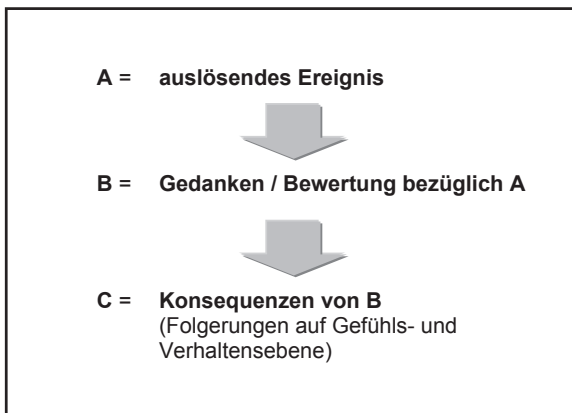 A = auslösendes Ereignis
B = Gedanken / Bewertung bezüglich A
C = Konsequenzen von B
(Folgerungen auf Gefühls- und
Verhaltensebene)